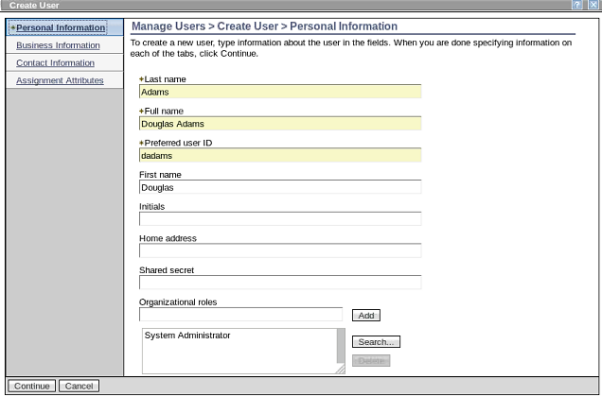 Create User
? X
+Personal Information
Business Information
Contact Information
Assignment Attributes
Manage Users > Create User > Personal Information
To create a new user, type information about the user in the fields. When you are done specifying information on
each of the tabs, click Continue.
+Last name
Adams
+Full name
Douglas Adams
+Preferred user ID
dadams
First name
Douglas
Initials
Home address
Shared secret
Organizational roles
Add
System Administrator
Search...
Delete
Continue Cancel